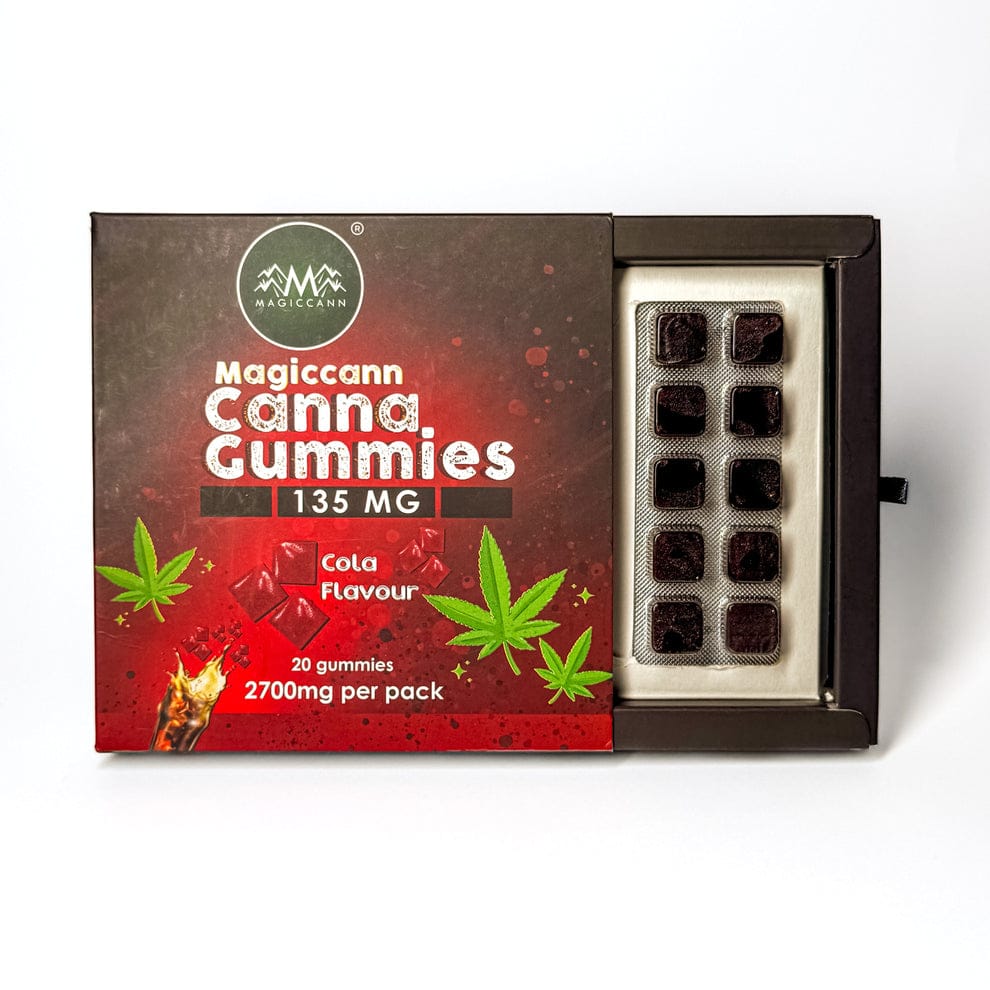 ®
MAGICCANN
Magiccann
Canna
Gummies
135 MG
Cola
Flavour
20 gummies
2700mg per pack